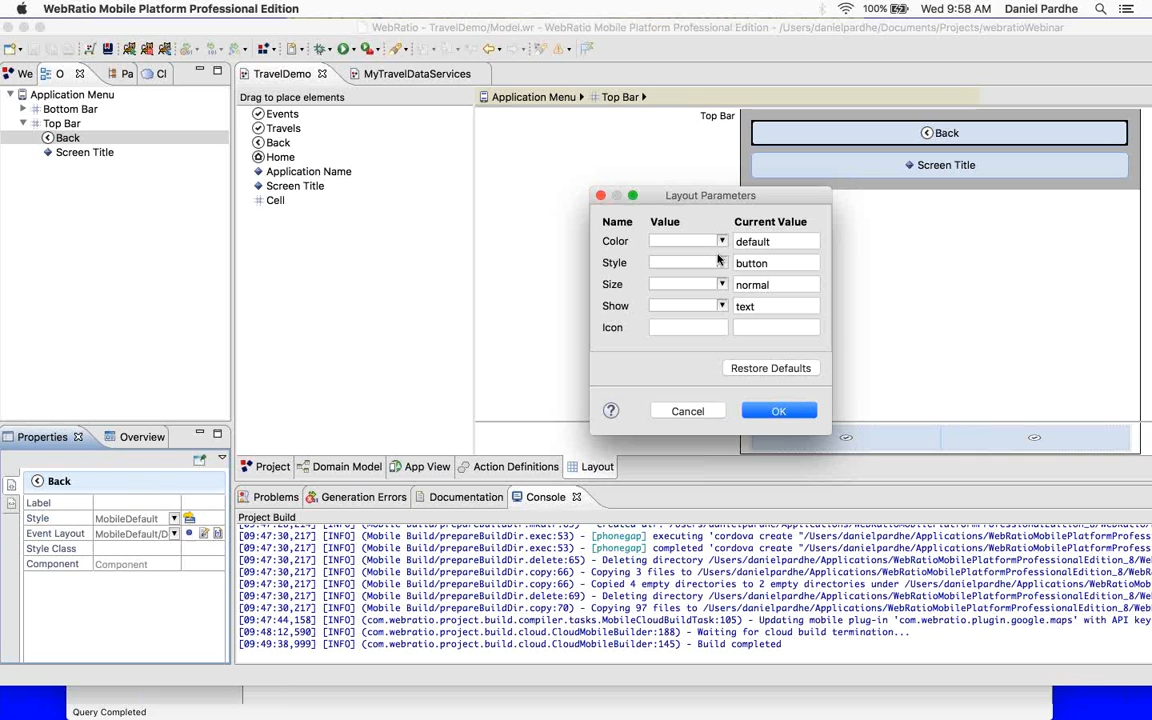 WebRatio Mobile Platform Professional Edition
100%
Wed 9:58 AM
Daniel Pardhe
WebRatio - TravelDemo/Model.wr - WebRatio Mobile Platform Professional Edition - /Users/danielpardhe/Documents/Projects/webratioWebinar
We
O
Pa
Cl
TravelDemo
MyTravelDataServices
Application Menu
Bottom Bar
Top Bar
Back
Screen Title
Drag to place elements
Events
Travels
Back
Home
Application Name
Screen Title
Cell
Application Menu
Top Bar
Top Bar
Back
Screen Title
Layout Parameters
Name Value Current Value
Color default
Style button
Size normal
Show text
Icon
Restore Defaults
?
Cancel
OK
Properties
Overview
Back
Label
Style MobileDefault
Event Layout MobileDefault/D
Style Class
Component Component
Project
Domain Model
App View
Action Definitions
Layout
Problems
Generation Errors
Documentation
Console
Project Build
[09:47:30,217] [INFO] (Mobile Build/prepareBuildDir.exec:53) - [phonegap] executing 'cordova create "/Users/danielpardhe/Applications/WebRatioMobilePlatformProfess
[09:47:30,217] [INFO] (Mobile Build/prepareBuildDir.exec:53) - [phonegap] completed 'cordova create "/Users/danielpardhe/Applications/WebRatioMobilePlatformProfess
[09:47:30,217] [INFO] (Mobile Build/prepareBuildDir.delete:65) - Deleting directory /Users/danielpardhe/Applications/WebRatioMobilePlatformProfessionalEdition_8/We
[09:47:30,217] [INFO] (Mobile Build/prepareBuildDir.copy:66) - Copying 3 files to /Users/danielpardhe/Applications/WebRatioMobilePlatformProfessionalEdition_8/WebR
[09:47:30,217] [INFO] (Mobile Build/prepareBuildDir.copy:66) - Copied 4 empty directories to 2 empty directories under /Users/danielpardhe/Applications/WebRatioMob
[09:47:30,217] [INFO] (Mobile Build/prepareBuildDir.delete:69) - Deleting directory /Users/danielpardhe/Applications/WebRatioMobilePlatformProfessionalEdition_8/We
[09:47:30,217] [INFO] (Mobile Build/prepareBuildDir.copy:70) - Copying 97 files to /Users/danielpardhe/Applications/WebRatioMobilePlatformProfessionalEdition_8/Web
[09:47:44,158] [INFO] (com.webratio.project.build.compiler.tasks.MobileCloudBuildTask:105) - Updating mobile plug-in 'com.webratio.plugin.google.maps' with API key
[09:48:12,590] [INFO] (com.webratio.project.build.cloud.CloudMobileBuilder:188) - Waiting for cloud build termination...
[09:49:38,999] [INFO] (com.webratio.project.build.cloud.CloudMobileBuilder:145) - Build completed
Query Completed